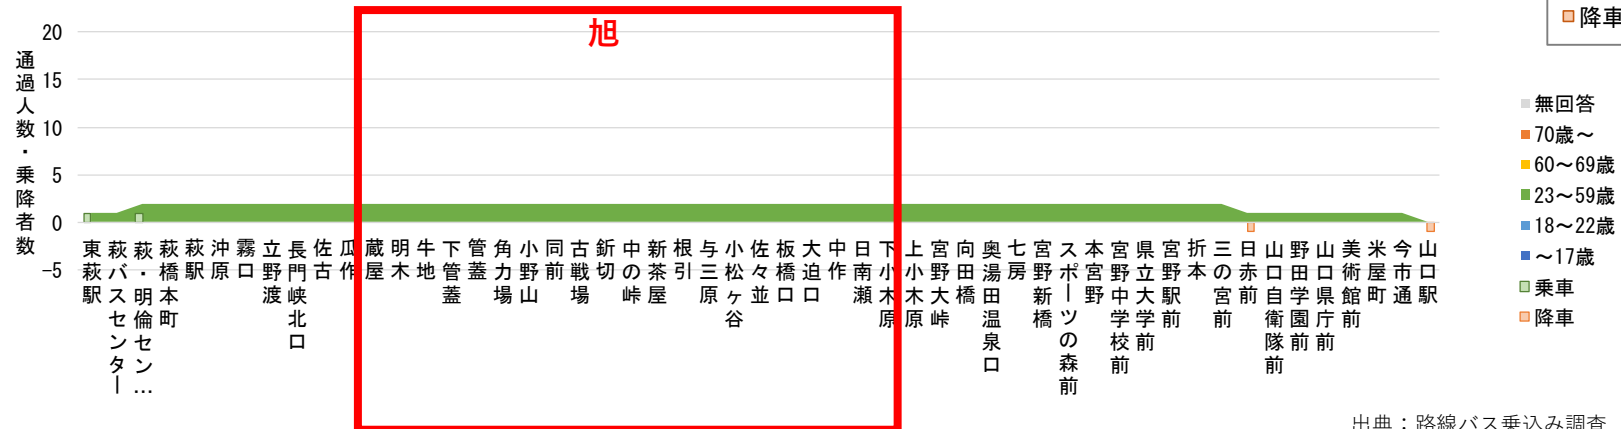 降車
旭
通過人数・乗降者数
20
15
10
5
0
-5
東萩駅
萩バスセンター
萩・明倫セン…
萩橋本町
萩駅
沖原
霧口
立野渡
長門峡北口
佐古
瓜作
蔵屋
明木
牛地
下管蓋
管蓋
角力場
小野山
同前
古戦場
釿切
中の峠
新茶屋
根引
与三原
小松ヶ谷
佐々並
板橋口
大迫口
中作
日南瀬
下小木原
上小木原
宮野大峠
向田橋
奥湯田温泉口
七房
宮野新橋
スポーツの森前
本宮野
宮野中学校前
県立大学前
宮野駅前
折本
三の宮前
日赤前
山口自衛隊前
野田学園前
山口県庁前
美術館前
米屋町
今市通
山口駅
無回答
70歳～
60～69歳
23～59歳
18～22歳
～17歳
乗車
降車
出典：路線バス乗込み調査